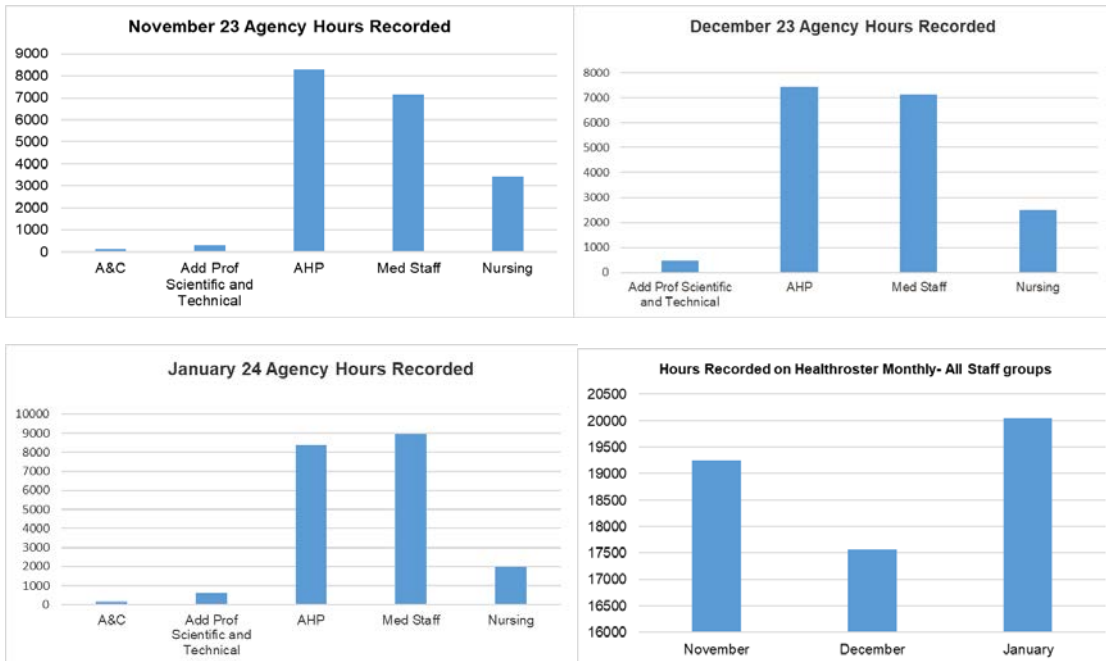 November 23 Agency Hours Recorded
9000
8000
7000
6000
5000
4000
3000
2000
1000
0
A&C
Add Prof
Scientific and
Technical
AHP
Med Staff
Nursing
December 23 Agency Hours Recorded
8000
7000
6000
5000
4000
3000
2000
1000
0
Add Prof Scientific
and Technical
AHP
Med Staff
Nursing
January 24 Agency Hours Recorded
10000
9000
8000
7000
6000
5000
4000
3000
2000
1000
0
A&C
Add Prof
Scientific and
Technical
AHP
Med Staff
Nursing
Hours Recorded on Healthroster Monthly- All Staff groups
20500
20000
19500
19000
18500
18000
17500
17000
16500
16000
November
December
January